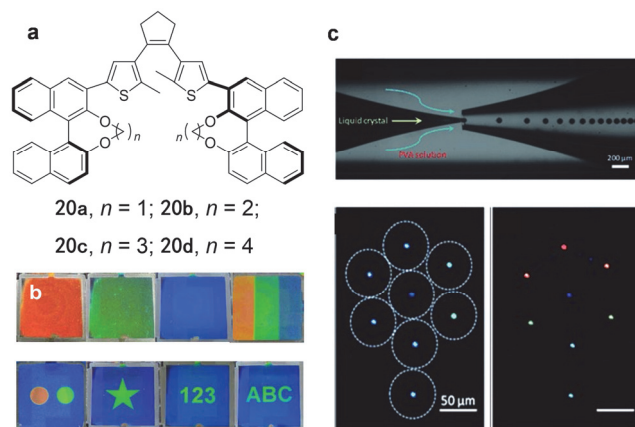 a
S
S
O
O
O
O
n
n
20a, n = 1; 20b, n = 2;
20c, n = 3; 20d, n = 4
b
123
ABC
c
Liquid crystal
PVA solution
200 μm
50 μm